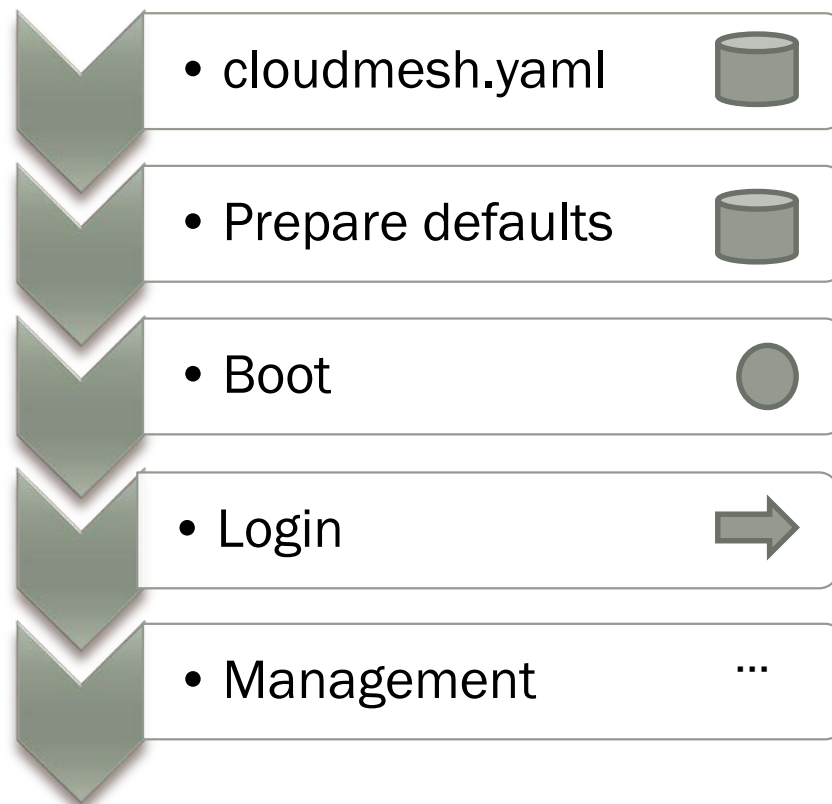 • cloudmesh.yaml
• Prepare defaults
• Boot
• Login
• Management ...